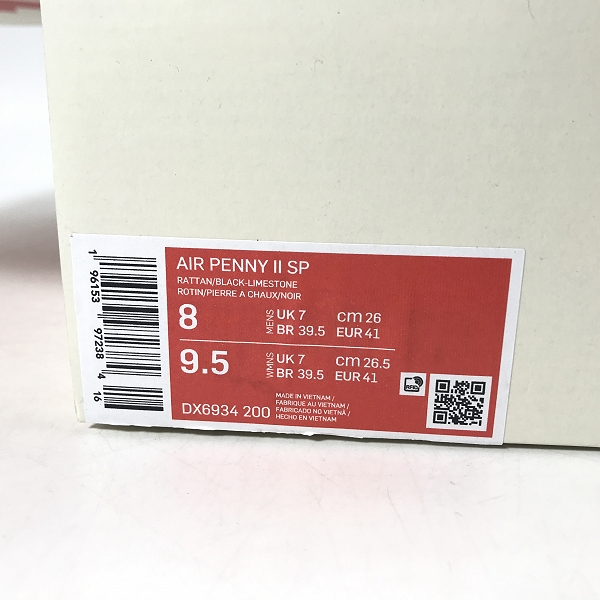 AIR PENNY II SP
RATTAN/BLACK-LIMESTONE
ROTIN/PIERRE A CHAUX/NOIR
8 MENS UK 7 cm 26
BR 39.5 EUR 41
9.5 WMNS UK 7 cm 26.5
BR 39.5 EUR 41
MADE IN VIETNAM /
FABRIQUE AU VIETNAM /
FABRICADO NO VIETNÃ /
HECHO EN VIETNAM
DX6934 200
RFID
1 96153 97238 4 16